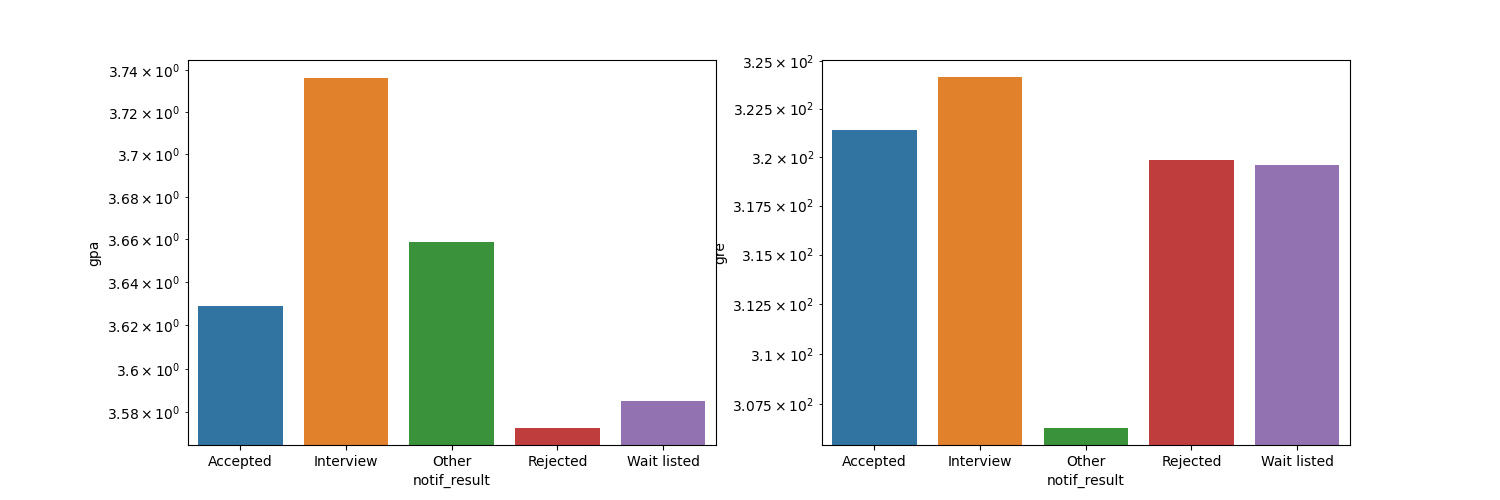 3.74 × 10⁰
3.72 × 10⁰
3.7 × 10⁰
3.68 × 10⁰
3.66 × 10⁰
3.64 × 10⁰
3.62 × 10⁰
3.6 × 10⁰
3.58 × 10⁰
gpa
Accepted Interview Other Rejected Wait listed
notif_result
3.25 × 10²
3.225 × 10²
3.2 × 10²
3.175 × 10²
3.15 × 10²
3.125 × 10²
3.1 × 10²
3.075 × 10²
gre
Accepted Interview Other Rejected Wait listed
notif_result